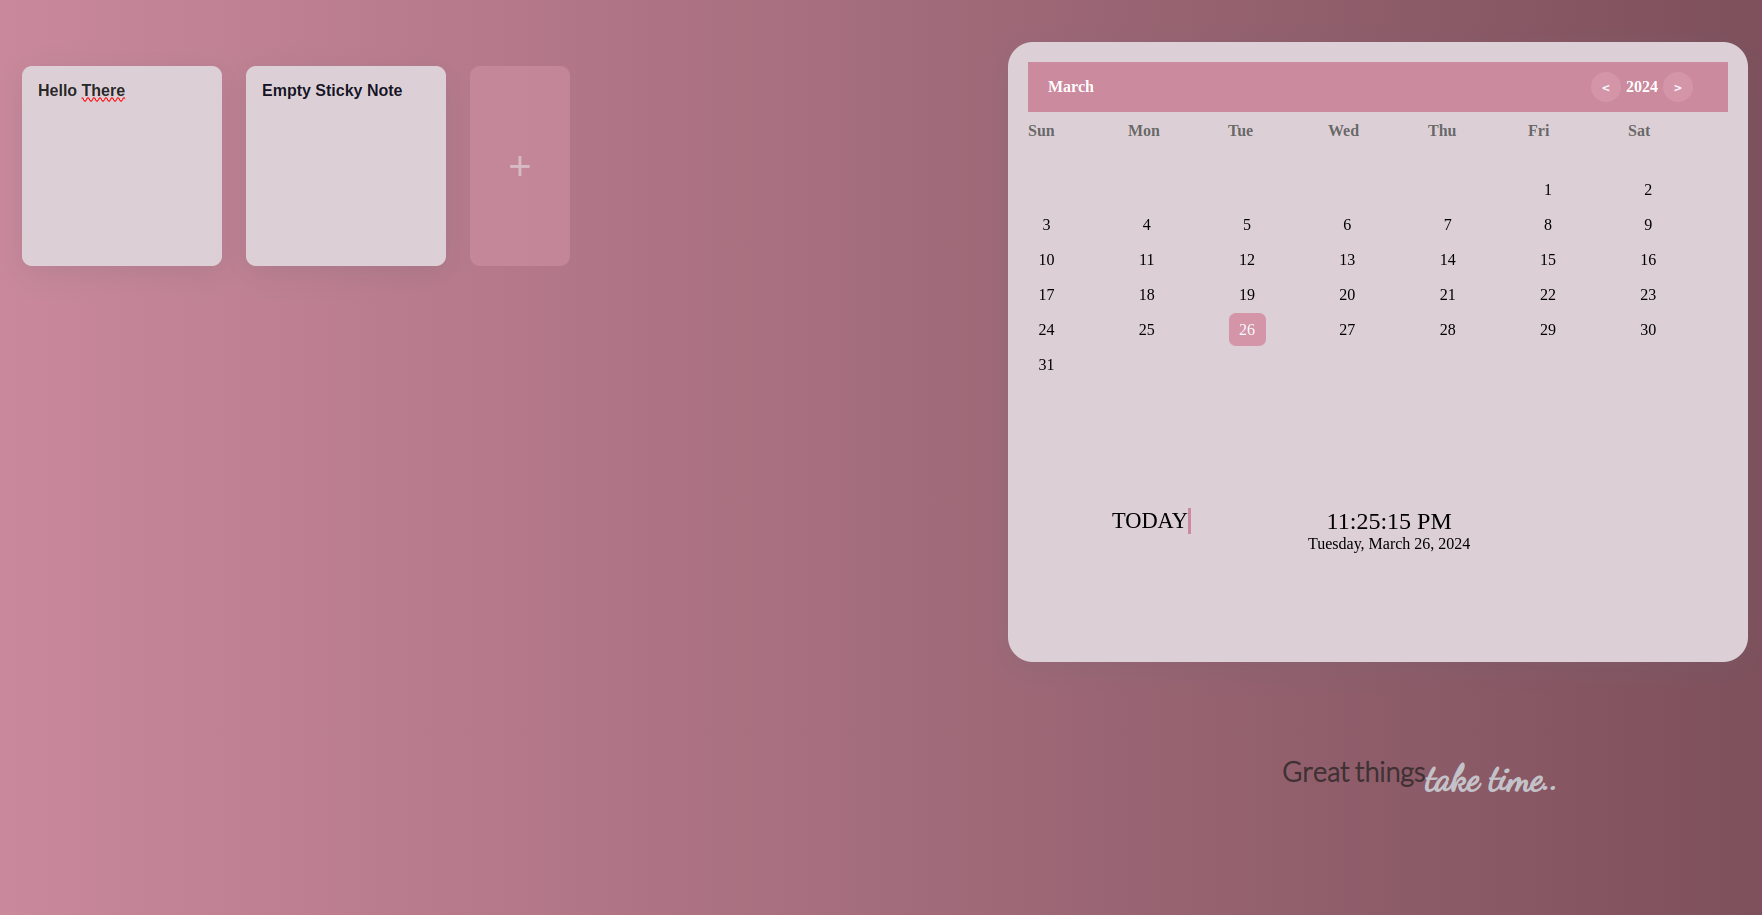 Hello There
Empty Sticky Note
+
March < 2024 >
Sun Mon Tue Wed Thu Fri Sat
1 2
3 4 5 6 7 8 9
10 11 12 13 14 15 16
17 18 19 20 21 22 23
24 25 26 27 28 29 30
31
TODAY
11:25:15 PM
Tuesday, March 26, 2024
Great things take time..